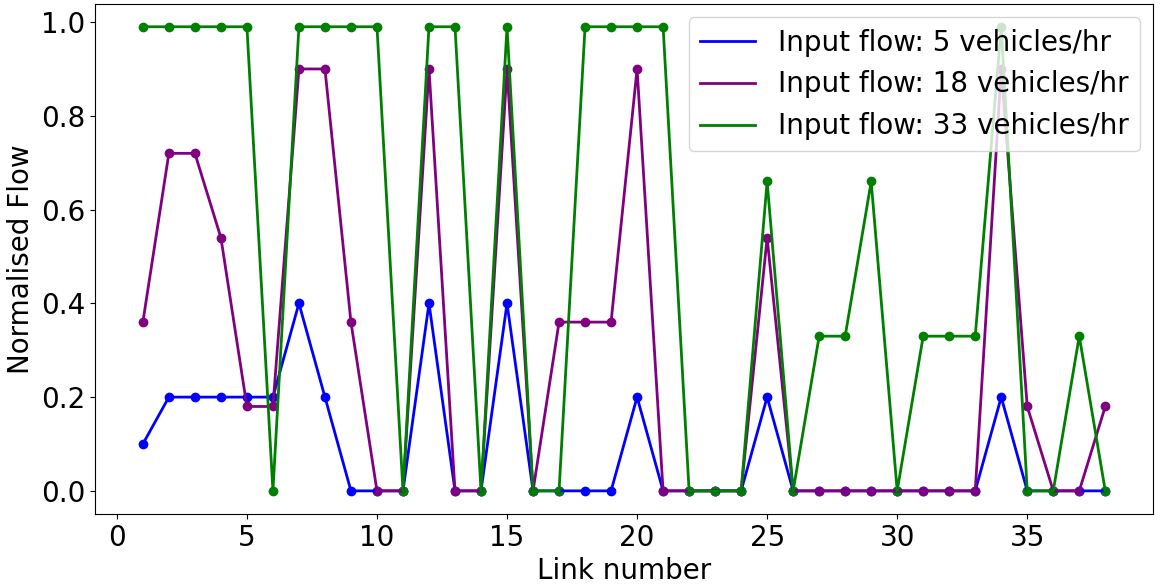 1.0
0.8
0.6
0.4
0.2
0.0
Normalised Flow
Input flow: 5 vehicles/hr
Input flow: 18 vehicles/hr
Input flow: 33 vehicles/hr
0 5 10 15 20 25 30 35
Link number